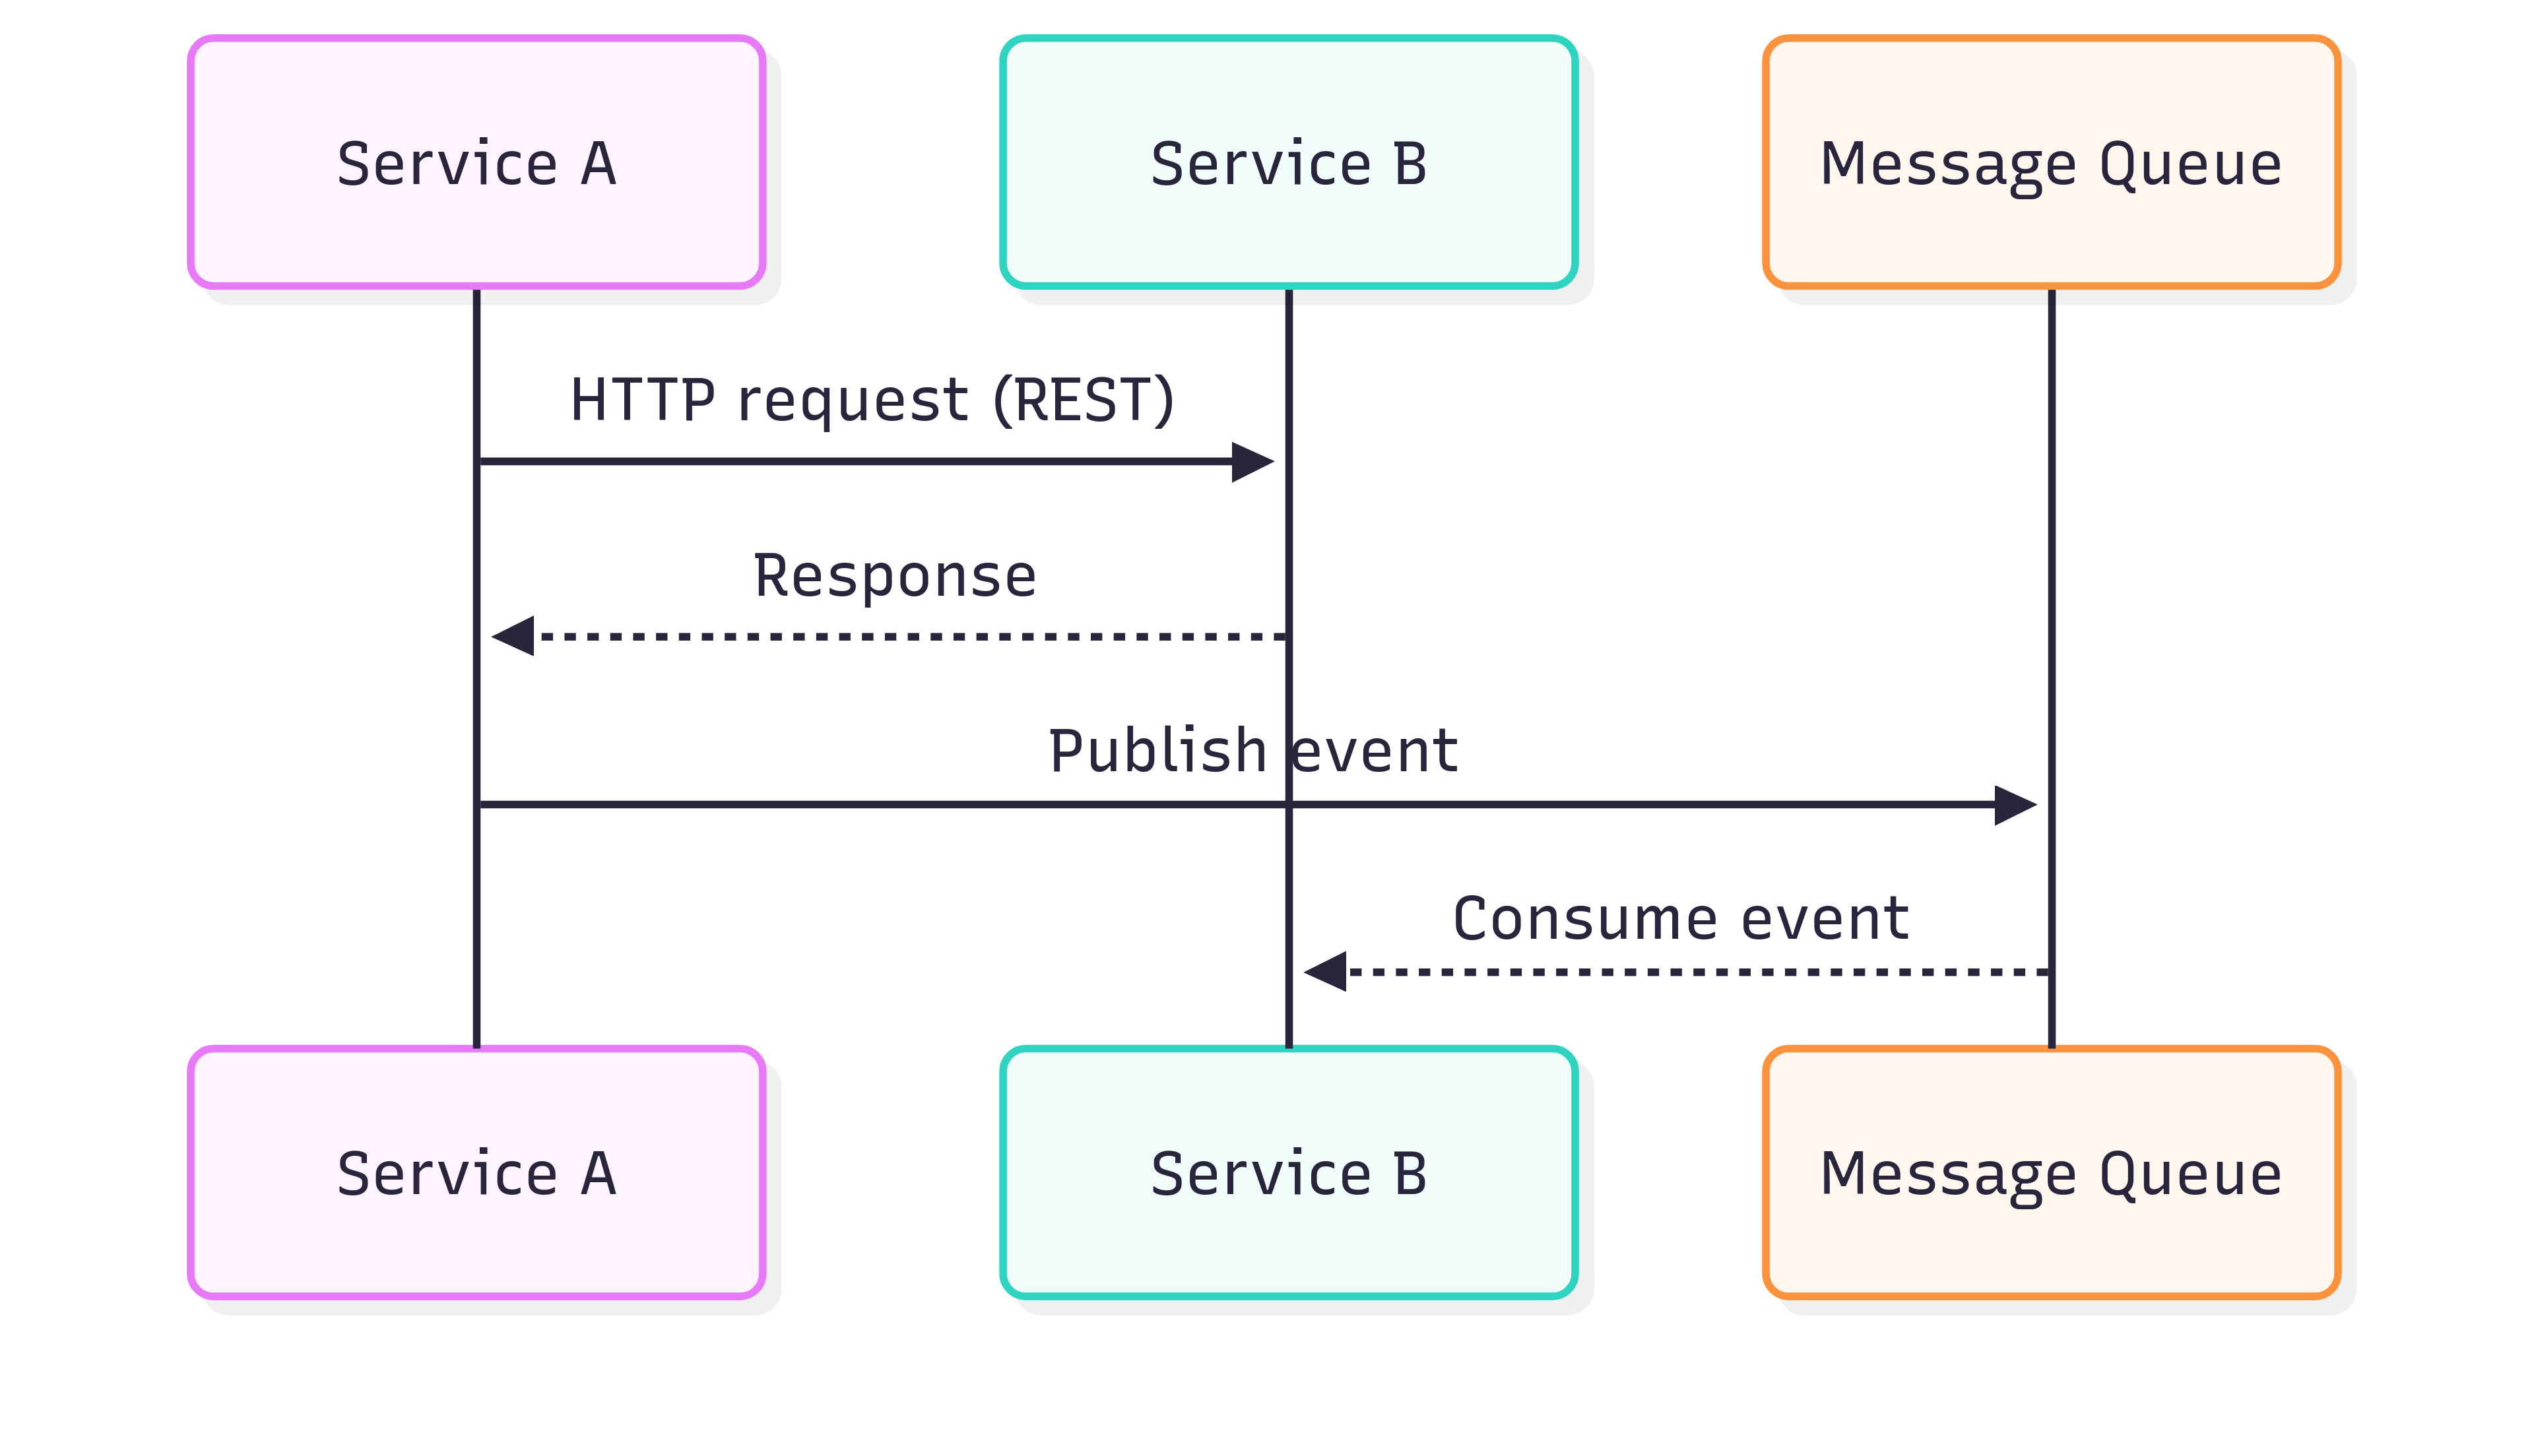 Service A
Service B
Message Queue
HTTP request (REST)
Response
Publish event
Consume event
Service A
Service B
Message Queue